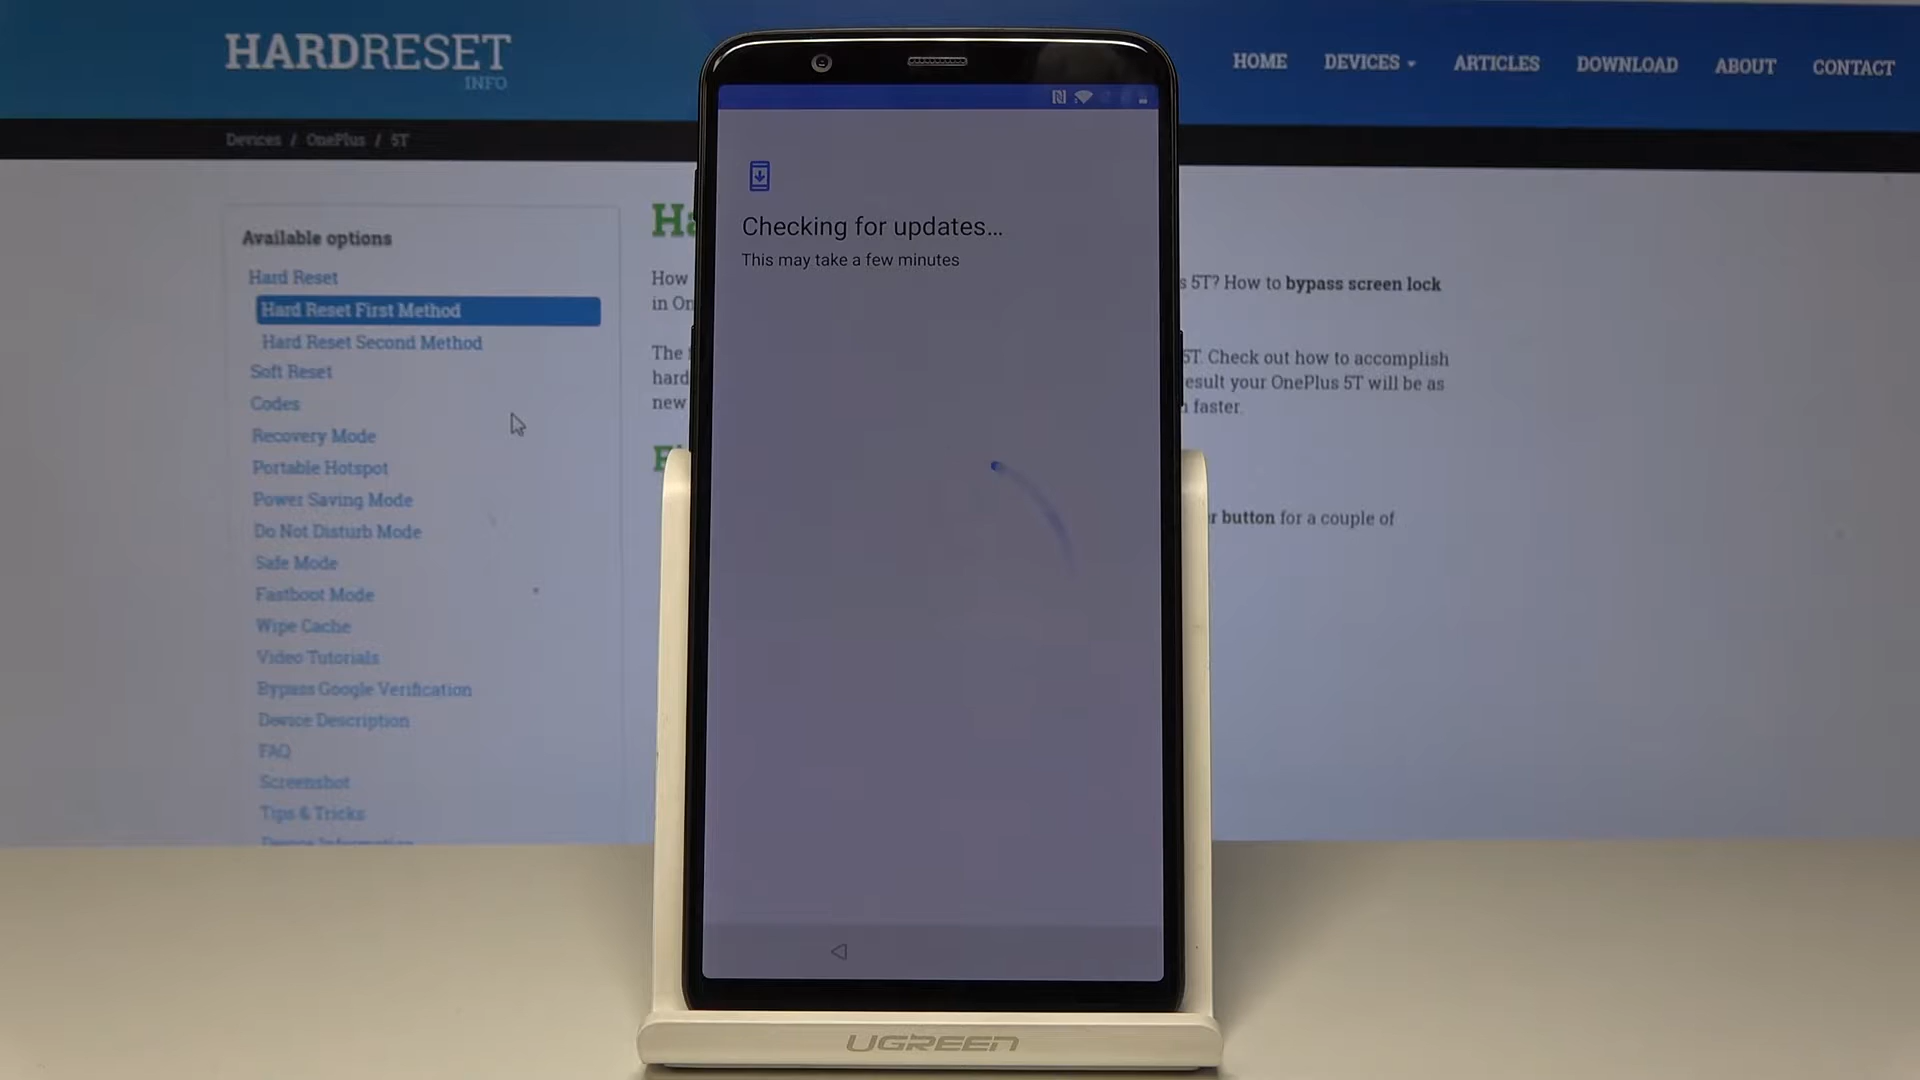 HARDRESET
INFO
HOME DEVICES ARTICLES DOWNLOAD ABOUT CONTACT
Devices / OnePlus / 5T
Available options
Hard Reset
Hard Reset First Method
Hard Reset Second Method
Soft Reset
Codes
Recovery Mode
Portable Hotspot
Power Saving Mode
Do Not Disturb Mode
Safe Mode
Fastboot Mode
Wipe Cache
Video Tutorials
Bypass Google Verification
Device Description
FAQ
Screenshot
Tips & Tricks
Device Information
Ha
How
in On
The
hard
new
Checking for updates...
This may take a few minutes
s 5T? How to bypass screen lock
5T. Check out how to accomplish
esult your OnePlus 5T will be as
faster.
r button for a couple of
UGREEN